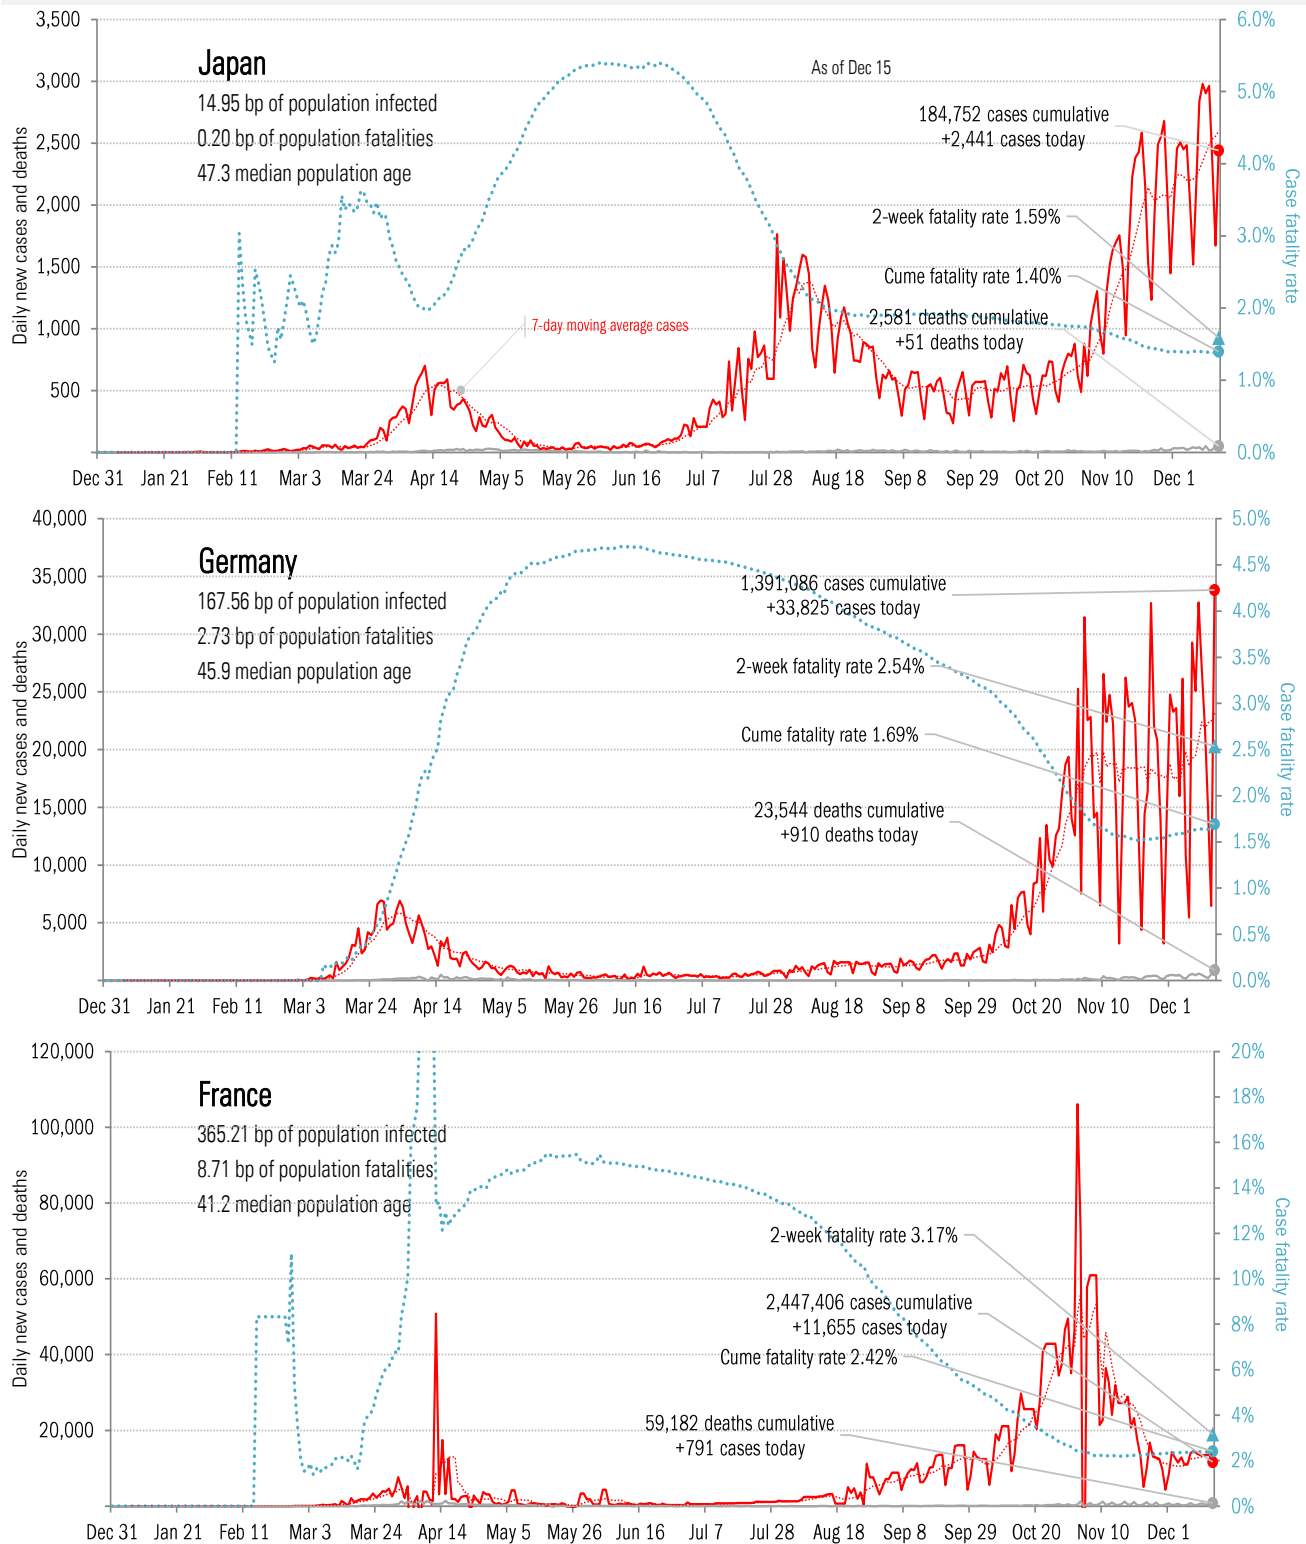 3,500
3,000
2,500
2,000
1,500
1,000
500
Daily new cases and deaths
Japan
14.95 bp of population infected
0.20 bp of population fatalities
47.3 median population age
As of Dec 15
184,752 cases cumulative
+2,441 cases today
2-week fatality rate 1.59%
Cume fatality rate 1.40%
2,581 deaths cumulative
+51 deaths today
7-day moving average cases
6.0%
5.0%
4.0%
3.0%
2.0%
1.0%
0.0%
Case fatality rate
Dec 31 Jan 21 Feb 11 Mar 3 Mar 24 Apr 14 May 5 May 26 Jun 16 Jul 7 Jul 28 Aug 18 Sep 8 Sep 29 Oct 20 Nov 10 Dec 1
40,000
35,000
30,000
25,000
20,000
15,000
10,000
5,000
Daily new cases and deaths
Germany
167.56 bp of population infected
2.73 bp of population fatalities
45.9 median population age
1,391,086 cases cumulative
+33,825 cases today
2-week fatality rate 2.54%
Cume fatality rate 1.69%
23,544 deaths cumulative
+910 deaths today
5.0%
4.5%
4.0%
3.5%
3.0%
2.5%
2.0%
1.5%
1.0%
0.5%
0.0%
Case fatality rate
Dec 31 Jan 21 Feb 11 Mar 3 Mar 24 Apr 14 May 5 May 26 Jun 16 Jul 7 Jul 28 Aug 18 Sep 8 Sep 29 Oct 20 Nov 10 Dec 1
120,000
100,000
80,000
60,000
40,000
20,000
Daily new cases and deaths
France
365.21 bp of population infected
8.71 bp of population fatalities
41.2 median population age
2-week fatality rate 3.17%
2,447,406 cases cumulative
+11,655 cases today
Cume fatality rate 2.42%
59,182 deaths cumulative
+791 cases today
20%
18%
16%
14%
12%
10%
8%
6%
4%
2%
0%
Case fatality rate
Dec 31 Jan 21 Feb 11 Mar 3 Mar 24 Apr 14 May 5 May 26 Jun 16 Jul 7 Jul 28 Aug 18 Sep 8 Sep 29 Oct 20 Nov 10 Dec 1